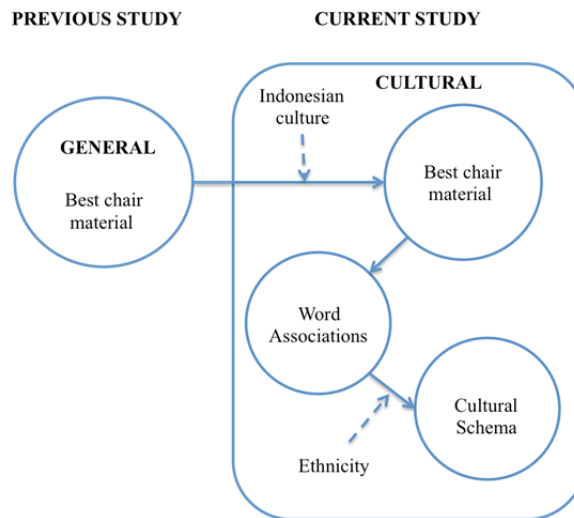 PREVIOUS STUDY
CURRENT STUDY
CULTURAL
Indonesian
culture
GENERAL
Best chair
material
Best chair
material
Word
Associations
Cultural
Schema
Ethnicity